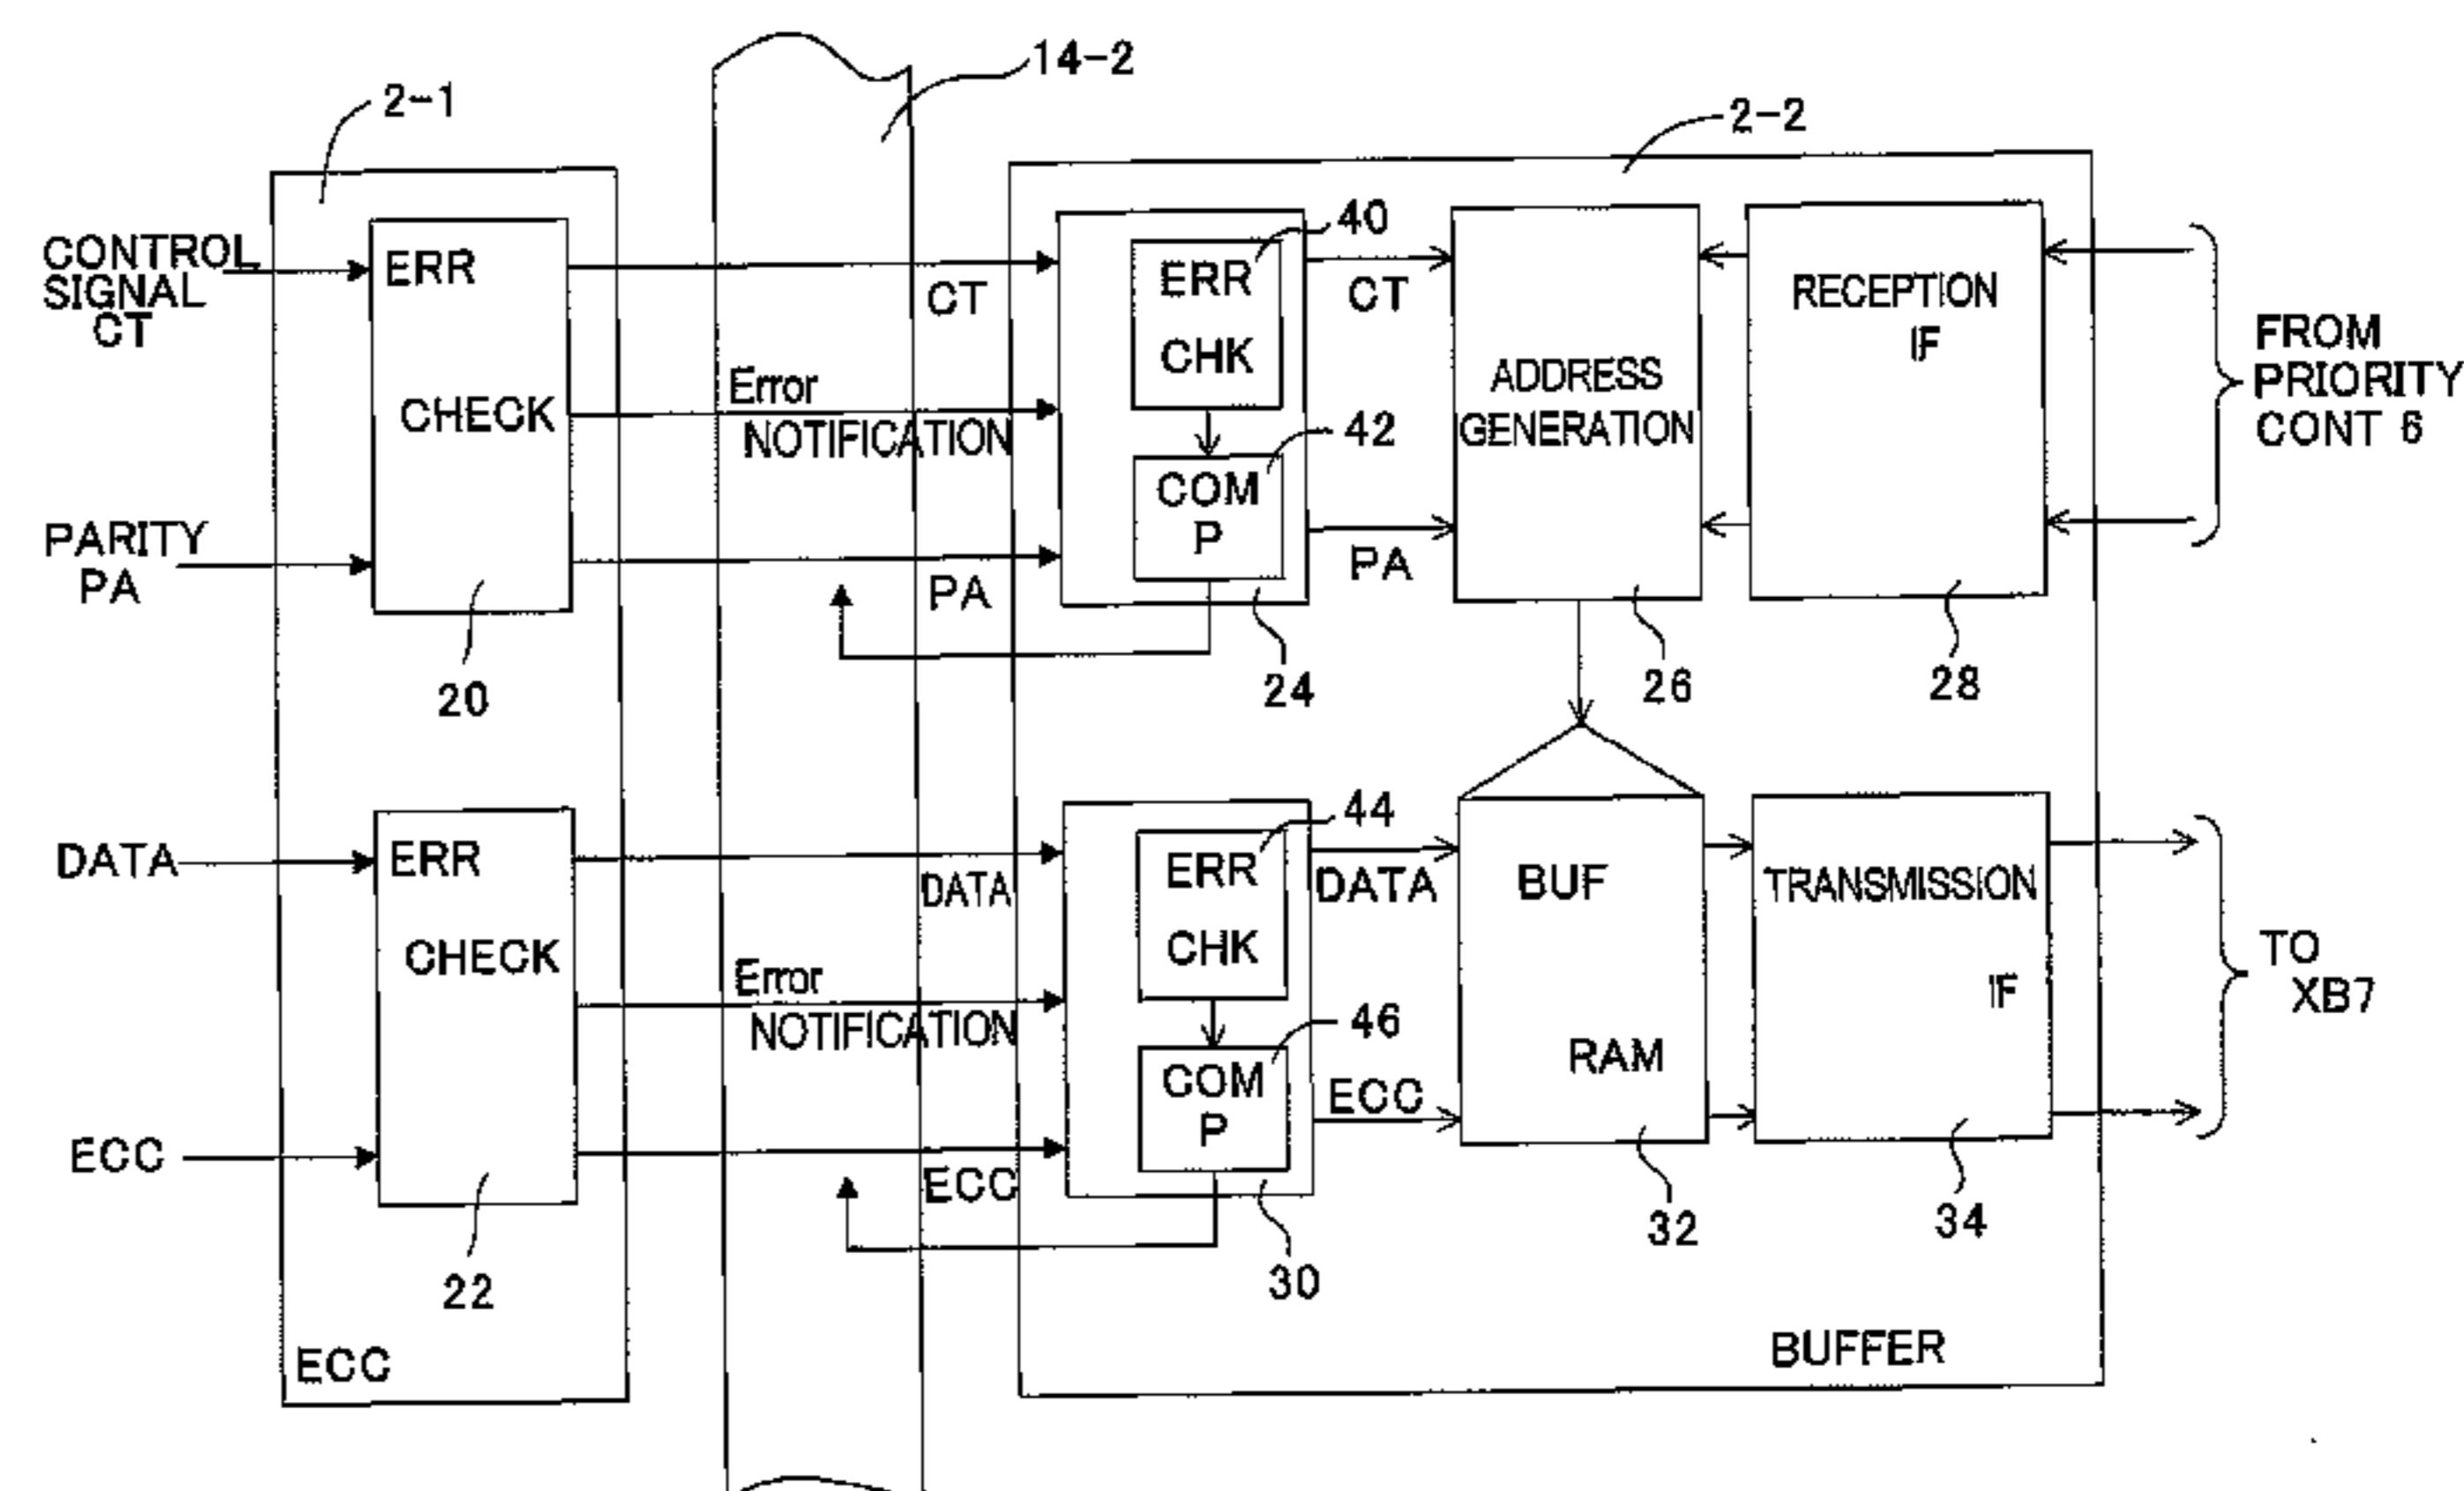 14-2
2-1
2-2
CONTROL
SIGNAL
CT
ERR
CHECK
CT
Error
NOTIFICATION
PARITY
PA
PA
20
40
ERR
CHK
42
COM
P
24
CT
PA
ADDRESS
GENERATION
26
RECEPTION
IF
28
FROM
PRIORITY
CONT 6
DATA
ERR
CHECK
DATA
Error
NOTIFICATION
ECC
ECC
22
ECC
44
ERR
CHK
46
COM
P
30
DATA
ECC
BUF
RAM
32
TRANSMISSION
IF
34
TO
XB7
BUFFER